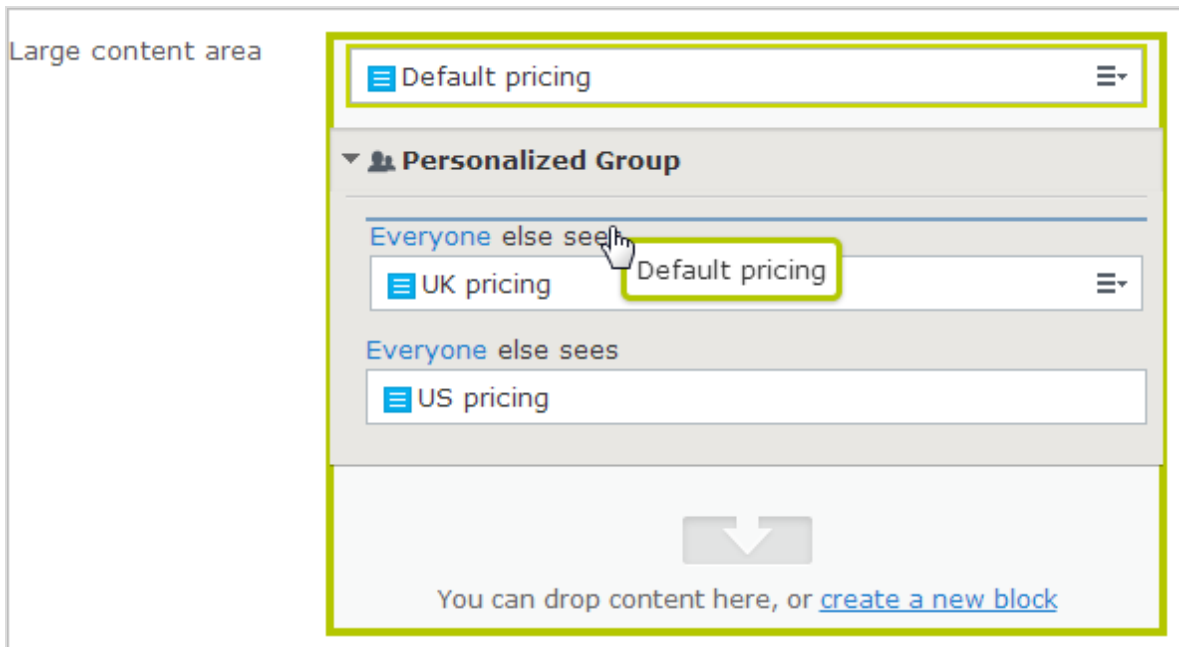 Large content area
Default pricing
Personalized Group
Everyone else sees
Default pricing
UK pricing
Everyone else sees
US pricing
You can drop content here, or create a new block